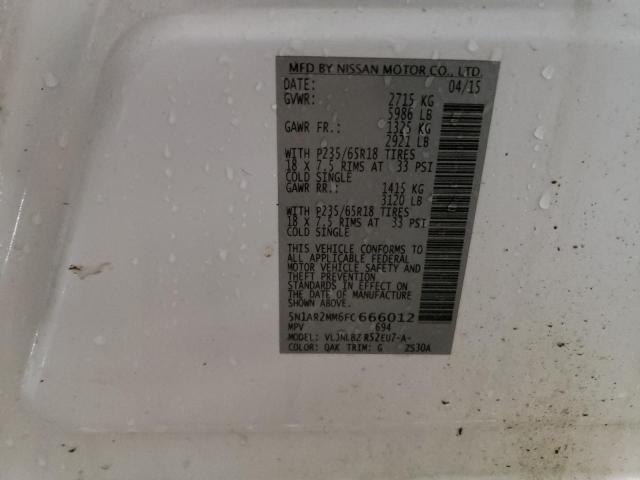 MFD BY NISSAN MOTOR CO., LTD.
DATE: 04/15
GVWR: 2715 KG
5986 LB
GAWR FR.: 1325 KG
2921 LB
WITH P235/65R18 TIRES
18 X 7.5 RIMS AT 33 PSI
COLD SINGLE
GAWR RR.: 1415 KG
3120 LB
WITH P235/65R18 TIRES
18 X 7.5 RIMS AT 33 PSI
COLD SINGLE
THIS VEHICLE CONFORMS TO
ALL APPLICABLE FEDERAL
MOTOR VEHICLE SAFETY AND
THEFT PREVENTION
STANDARDS IN EFFECT ON
THE DATE OF MANUFACTURE
SHOWN ABOVE.
5N1AR2MM6FC666012
MPV 694
MODEL: VLJNLBZ R52EU7-A-
COLOR: QAK TRIM: G ZS30A